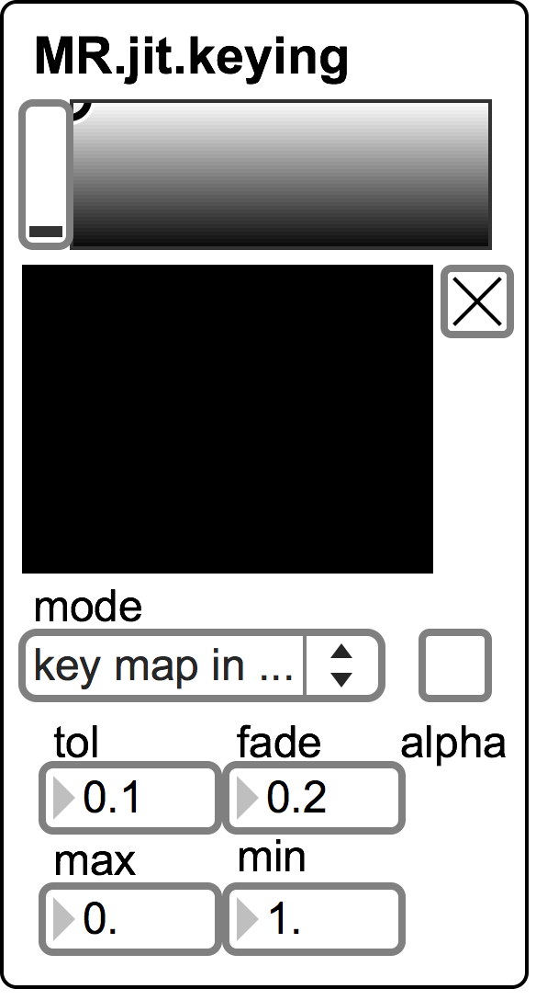 MR.jit.keying
mode
key map in ...
tol fade alpha
0.1 0.2
max min
0. 1.